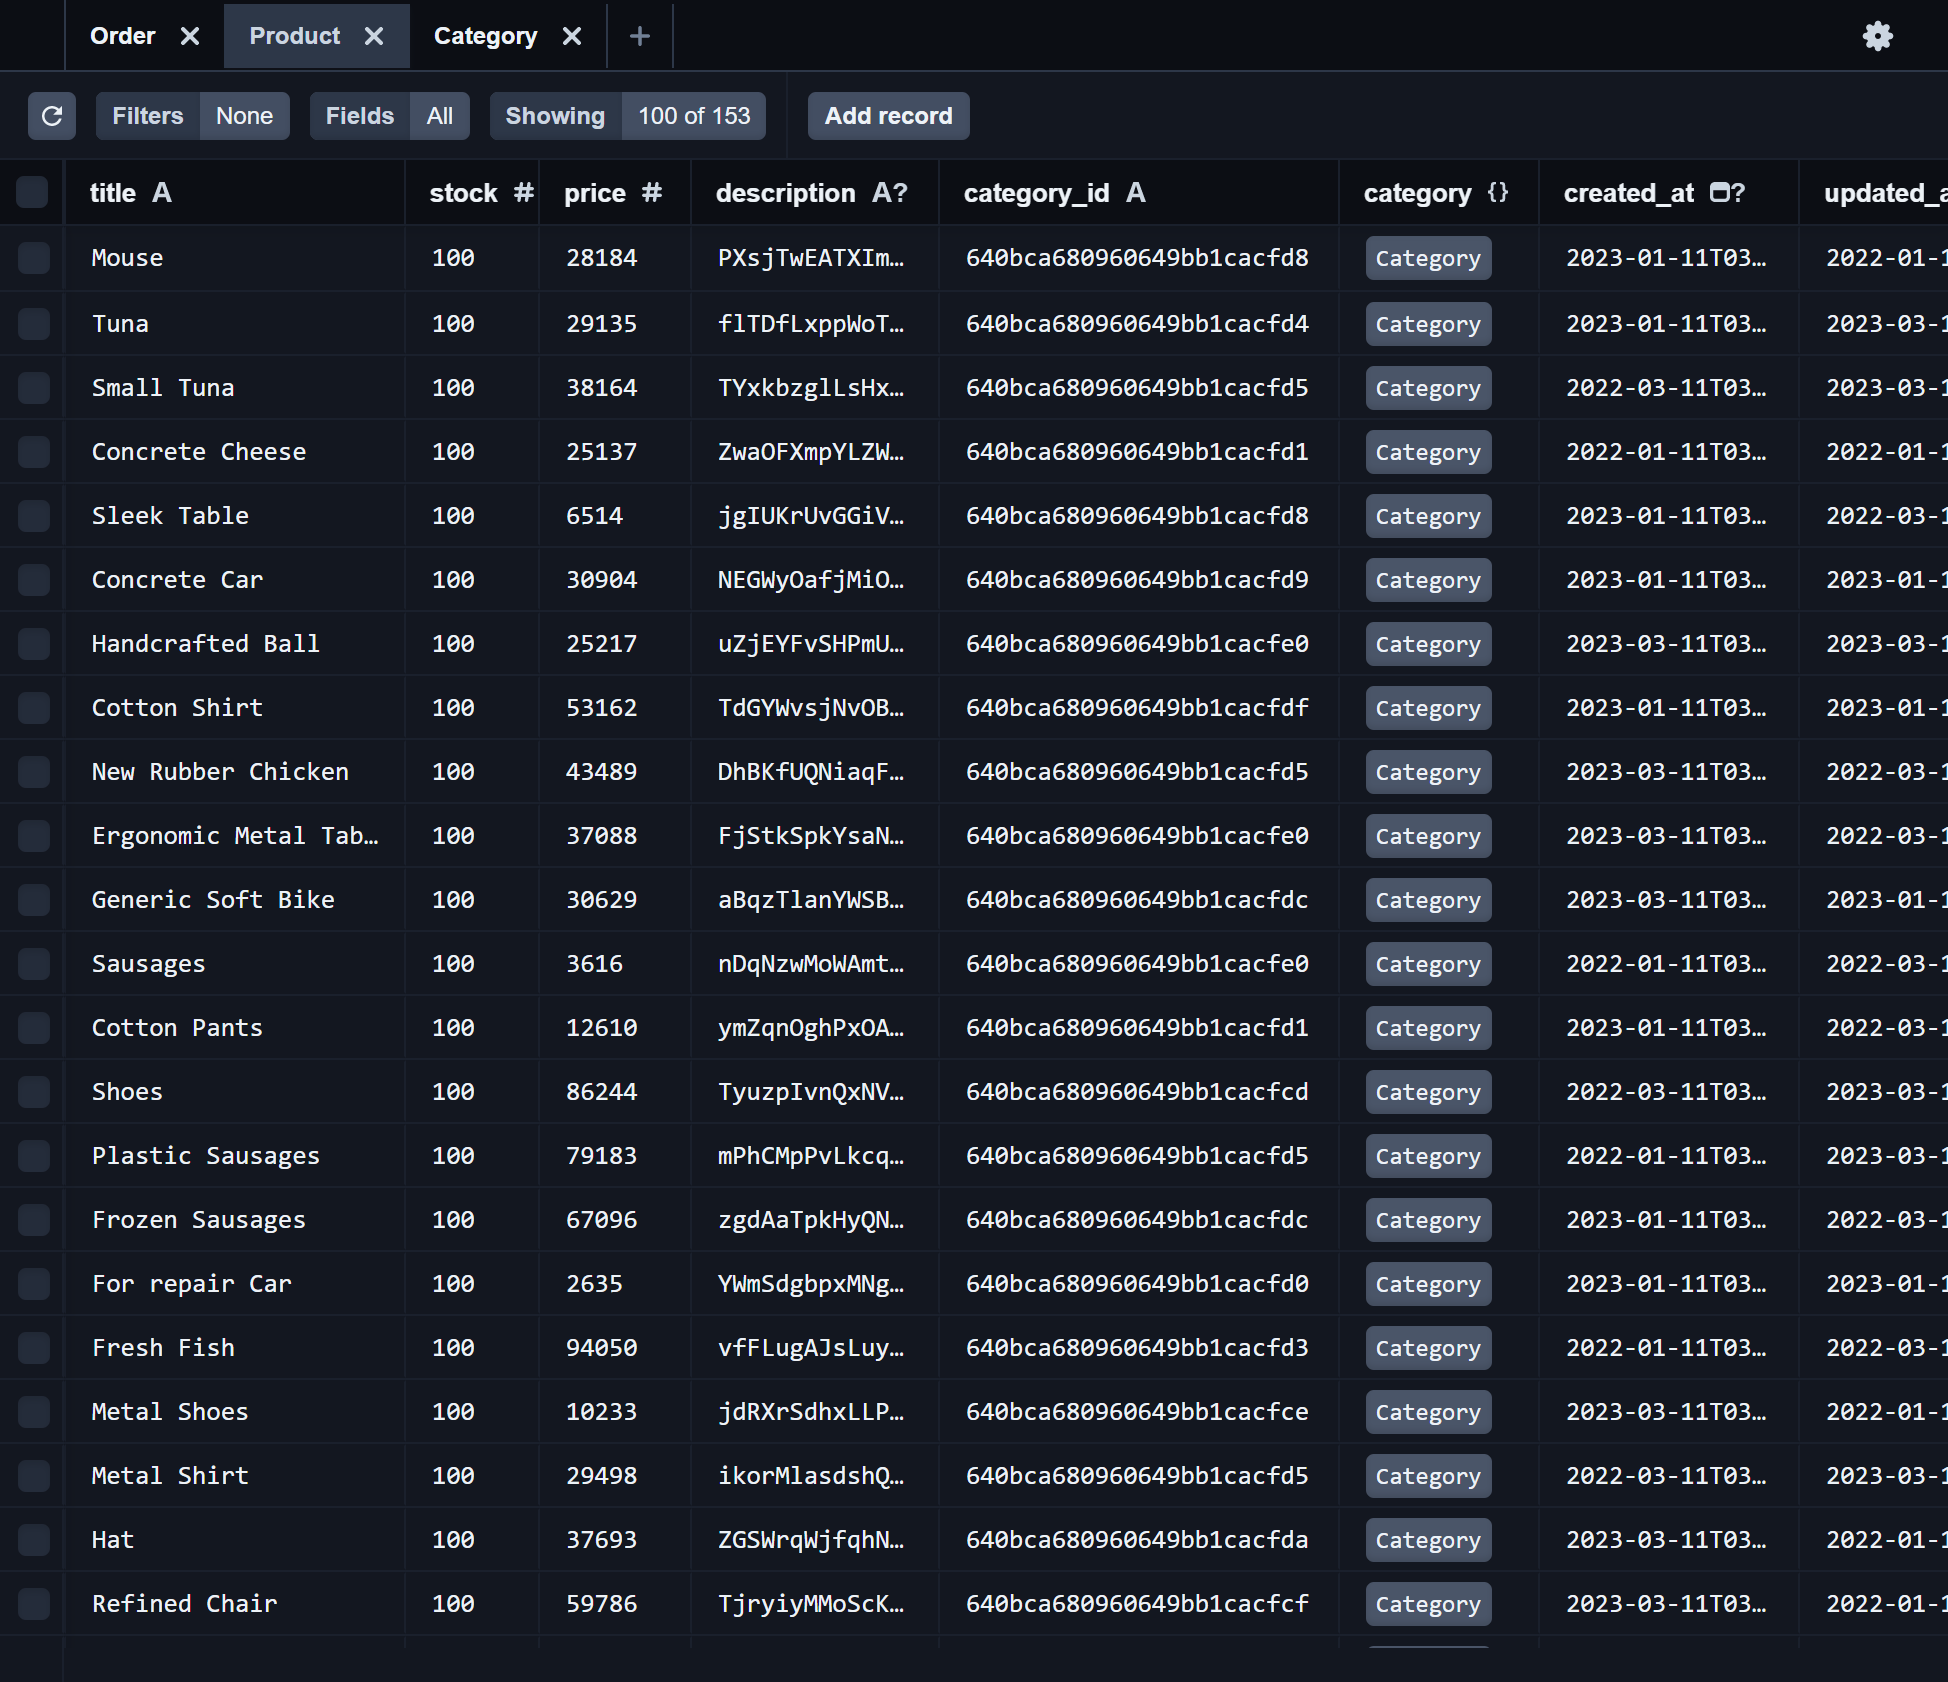 Order Product Category
Filters None Fields All Showing 100 of 153 Add record
title A stock # price # description A? category_id A category {} created_at ? updated_a
Mouse 100 28184 PXsjTwEATXIm… 640bca680960649bb1cacfd8 Category 2023-01-11T03… 2022-01-1
Tuna 100 29135 flTDfLxppWoT… 640bca680960649bb1cacfd4 Category 2023-01-11T03… 2023-03-1
Small Tuna 100 38164 TYxkbzglLsHx… 640bca680960649bb1cacfd5 Category 2022-03-11T03… 2023-03-1
Concrete Cheese 100 25137 ZwaOFXmpYLZW… 640bca680960649bb1cacfd1 Category 2022-01-11T03… 2022-01-1
Sleek Table 100 6514 jgIUKrUvGGiV… 640bca680960649bb1cacfd8 Category 2023-01-11T03… 2022-03-1
Concrete Car 100 30904 NEGWyOafjMiO… 640bca680960649bb1cacfd9 Category 2023-01-11T03… 2023-01-1
Handcrafted Ball 100 25217 uZjEYFvSHPmU… 640bca680960649bb1cacfe0 Category 2023-03-11T03… 2023-03-1
Cotton Shirt 100 53162 TdGYWvsjNvOB… 640bca680960649bb1cacfdf Category 2023-01-11T03… 2023-01-1
New Rubber Chicken 100 43489 DhBKfUQNiaqF… 640bca680960649bb1cacfd5 Category 2023-03-11T03… 2022-03-1
Ergonomic Metal Tab… 100 37088 FjStkSpkYsaN… 640bca680960649bb1cacfe0 Category 2023-03-11T03… 2022-03-1
Generic Soft Bike 100 30629 aBqzTlanYWSB… 640bca680960649bb1cacfdc Category 2023-03-11T03… 2023-01-1
Sausages 100 3616 nDqNzwMoWAmt… 640bca680960649bb1cacfe0 Category 2022-01-11T03… 2022-03-1
Cotton Pants 100 12610 ymZqnOghPxOA… 640bca680960649bb1cacfd1 Category 2023-01-11T03… 2022-03-1
Shoes 100 86244 TyuzpIvnQxNV… 640bca680960649bb1cacfcd Category 2022-03-11T03… 2023-03-1
Plastic Sausages 100 79183 mPhCMpPvLkcq… 640bca680960649bb1cacfd5 Category 2022-01-11T03… 2023-03-1
Frozen Sausages 100 67096 zgdAaTpkHyQN… 640bca680960649bb1cacfdc Category 2023-01-11T03… 2022-03-1
For repair Car 100 2635 YWmSdgbpxMNg… 640bca680960649bb1cacfd0 Category 2023-01-11T03… 2023-01-1
Fresh Fish 100 94050 vfFLugAJsLuy… 640bca680960649bb1cacfd3 Category 2022-01-11T03… 2022-03-1
Metal Shoes 100 10233 jdRXrSdhxLLP… 640bca680960649bb1cacfce Category 2023-03-11T03… 2022-01-1
Metal Shirt 100 29498 ikorMlasdshQ… 640bca680960649bb1cacfd5 Category 2022-03-11T03… 2023-03-1
Hat 100 37693 ZGSWrqWjfqhN… 640bca680960649bb1cacfda Category 2023-03-11T03… 2022-01-1
Refined Chair 100 59786 TjryiyMMoScK… 640bca680960649bb1cacfcf Category 2023-03-11T03… 2022-01-1